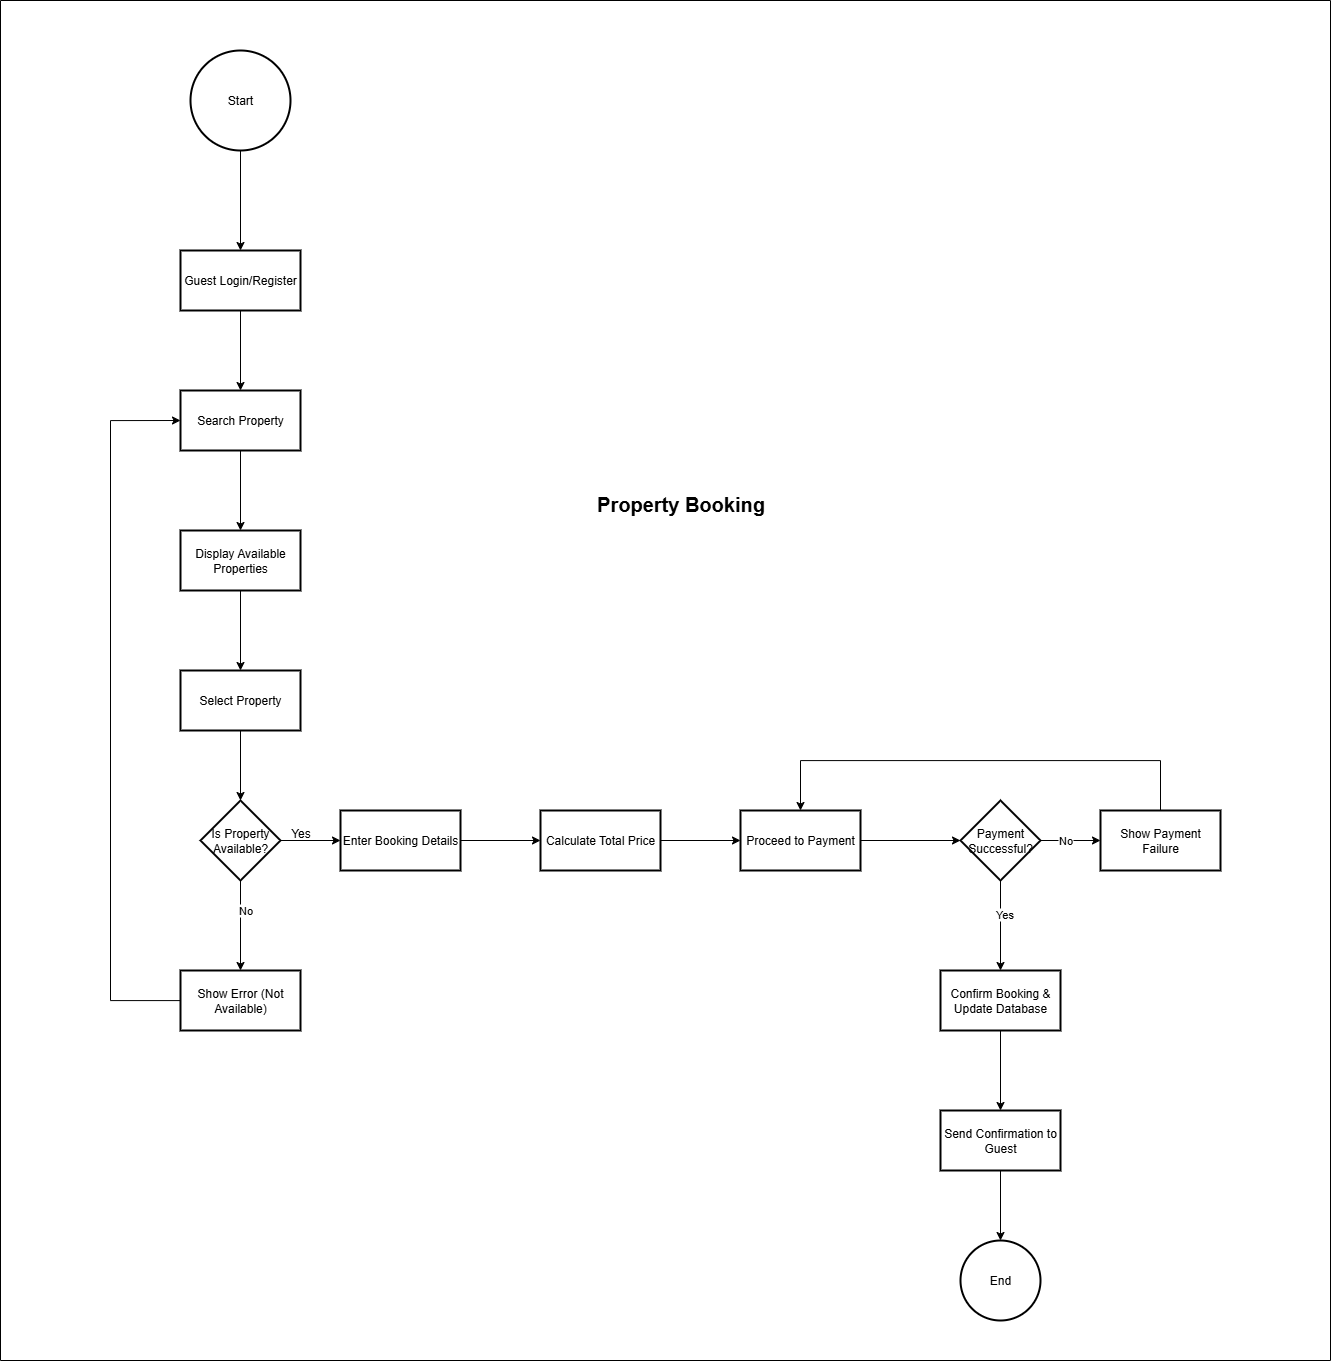 Start
Guest Login/Register
Search Property
Property Booking
Display Available
Properties
Select Property
Is Property
Available?
Yes
Enter Booking Details
Calculate Total Price
Proceed to Payment
Payment
Successful?
No
Show Payment
Failure
No
Yes
Show Error (Not
Available)
Confirm Booking &
Update Database
Send Confirmation to
Guest
End